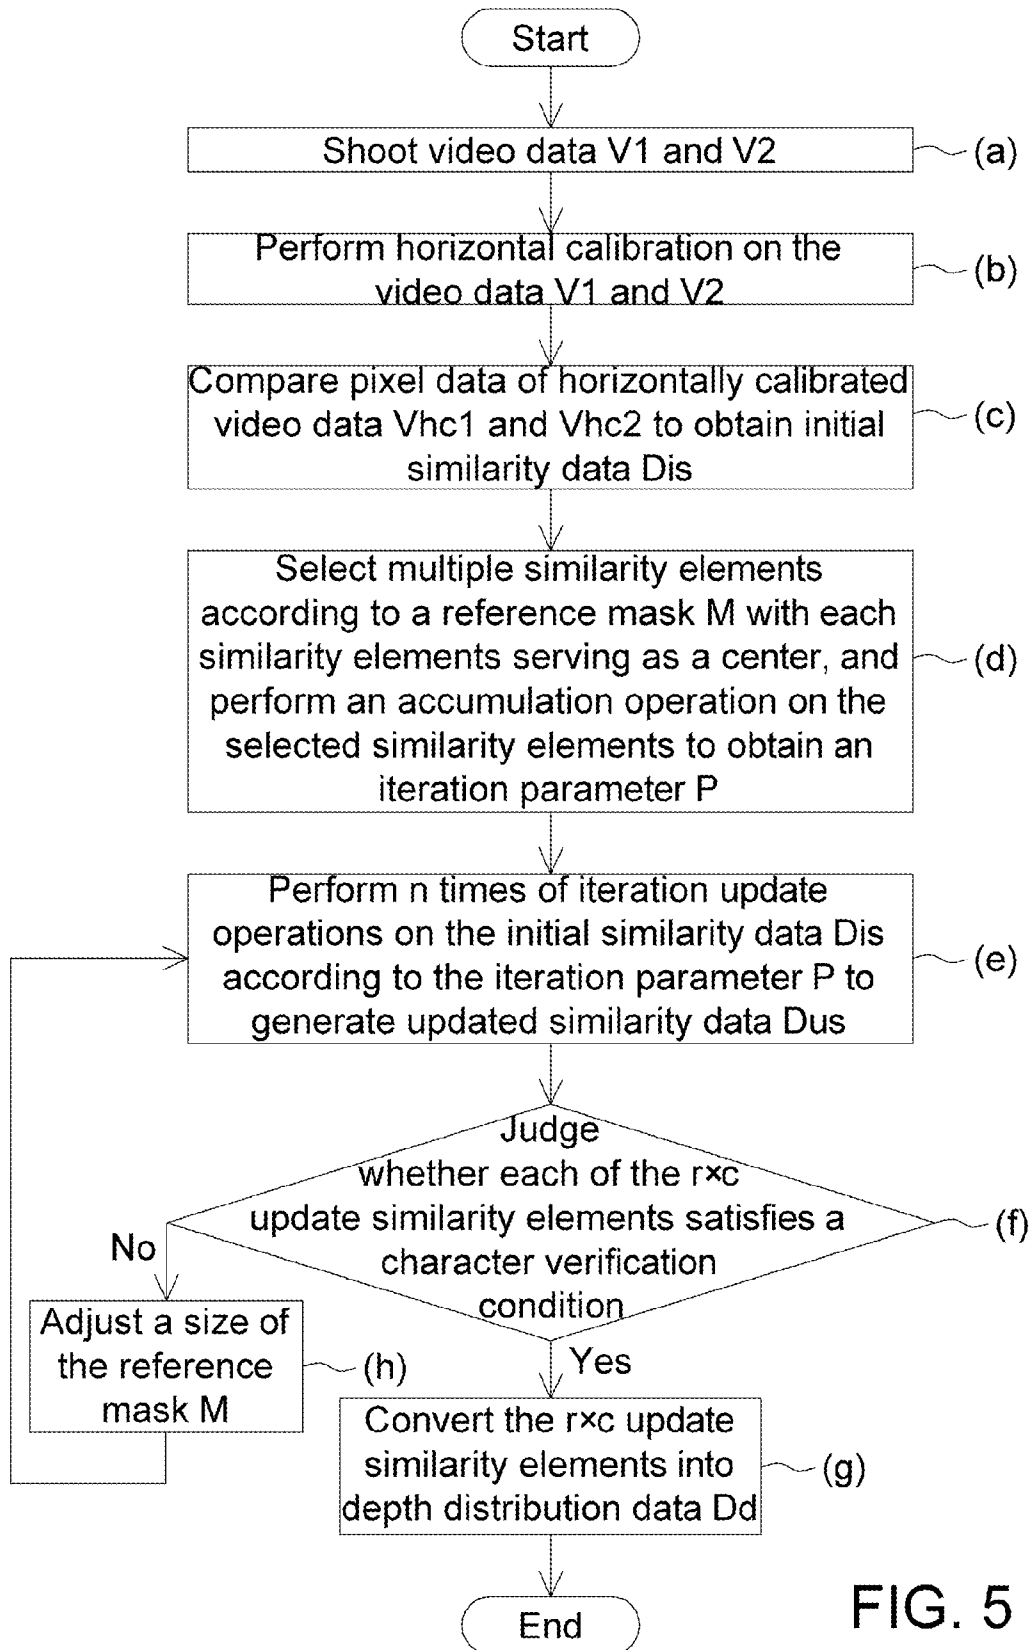 Start
Shoot video data V1 and V2
(a)
Perform horizontal calibration on the
video data V1 and V2
(b)
Compare pixel data of horizontally calibrated
video data Vhc1 and Vhc2 to obtain initial
similarity data Dis
(c)
Select multiple similarity elements
according to a reference mask M with each
similarity elements serving as a center, and
perform an accumulation operation on the
selected similarity elements to obtain an
iteration parameter P
(d)
Perform n times of iteration update
operations on the initial similarity data Dis
according to the iteration parameter P to
generate updated similarity data Dus
(e)
Judge
whether each of the r×c
update similarity elements satisfies a
character verification
condition
(f)
No
Adjust a size of
the reference
mask M
(h)
Yes
Convert the r×c update
similarity elements into
depth distribution data Dd
(g)
End
FIG. 5